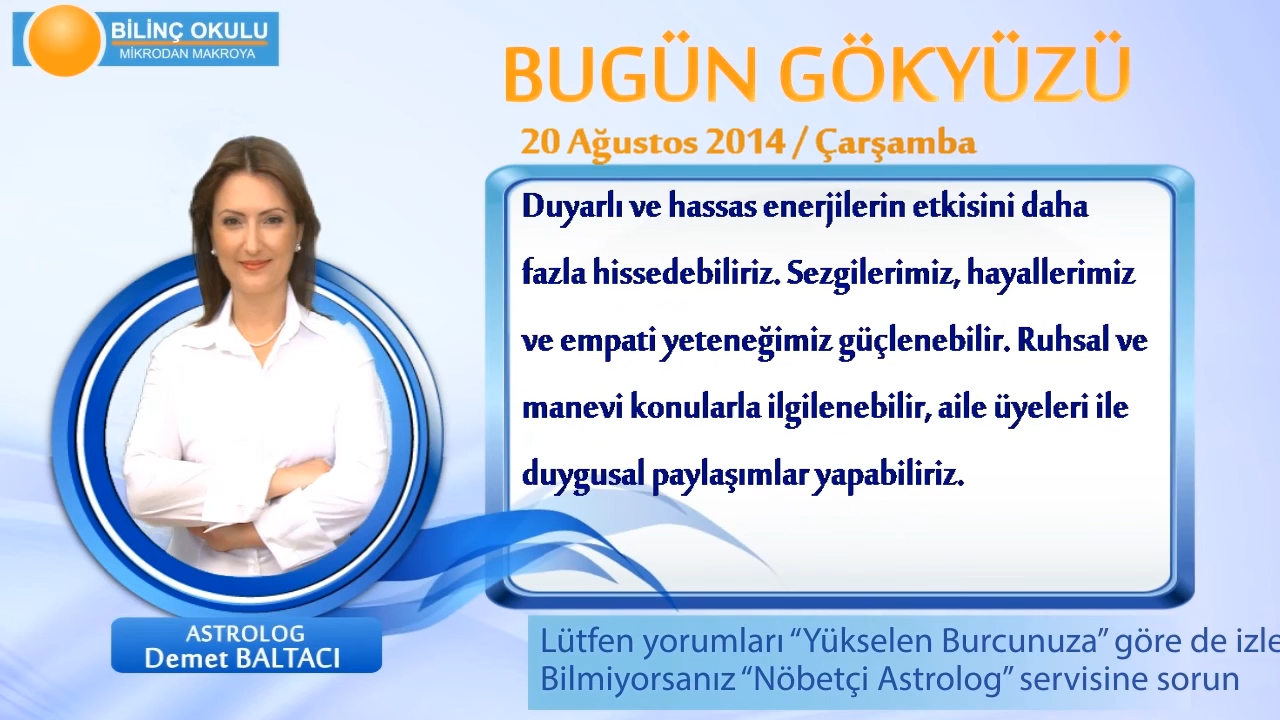 BİLİNÇ OKULU
MİKRODAN MAKROYA
BUGÜN GÖKYÜZÜ
20 Ağustos 2014 / Çarşamba
Duyarlı ve hassas enerjilerin etkisini daha
fazla hissedebiliriz. Sezgilerimiz, hayallerimiz
ve empati yeteneğimiz güçlenebilir. Ruhsal ve
manevi konularla ilgilenebilir, aile üyeleri ile
duygusal paylaşımlar yapabiliriz.
ASTROLOG
Demet BALTACI
Lütfen yorumları “Yükselen Burcunuza” göre de izle
Bilmiyorsanız “Nöbetçi Astrolog” servisine sorun